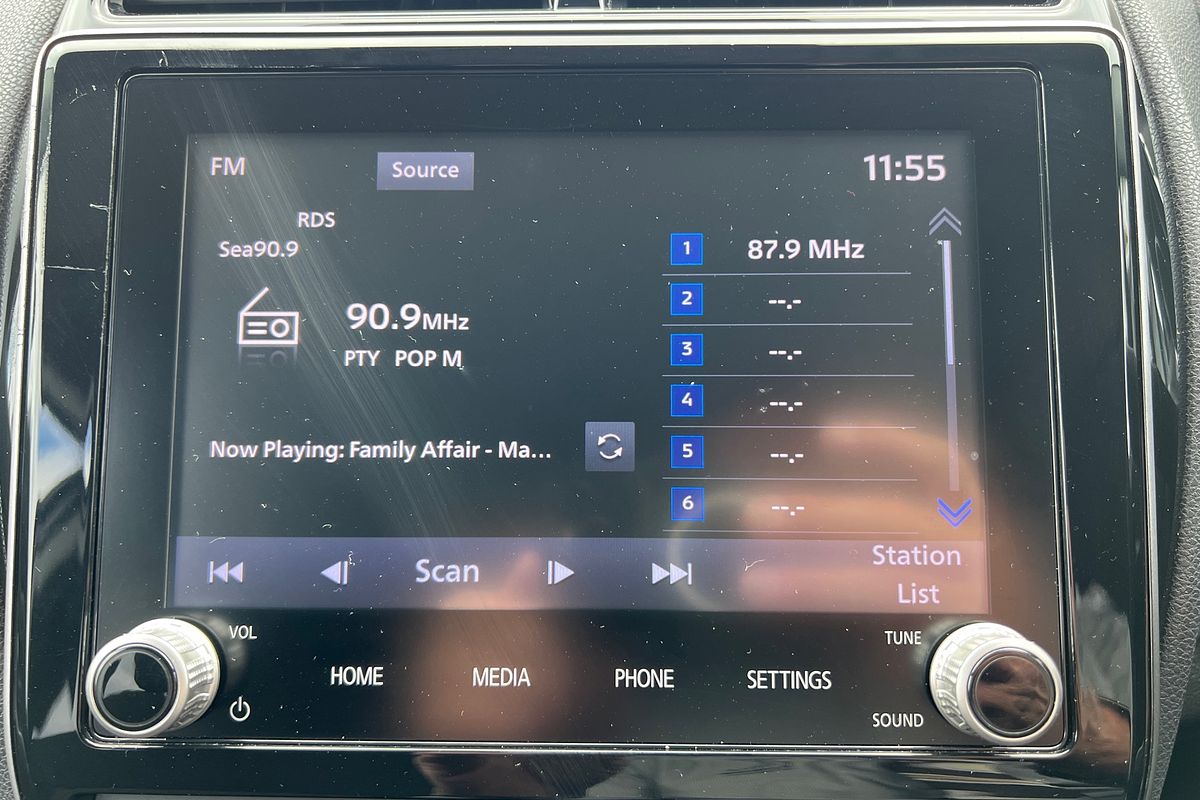 FM
Source
11:55
RDS
Sea90.9
90.9MHz
PTY POP M
Now Playing: Family Affair - Ma...
1 87.9 MHz
2 --.-
3 --.-
4 --.-
5 --.-
6 --.-
Scan
Station
List
VOL
TUNE
HOME
MEDIA
PHONE
SETTINGS
SOUND